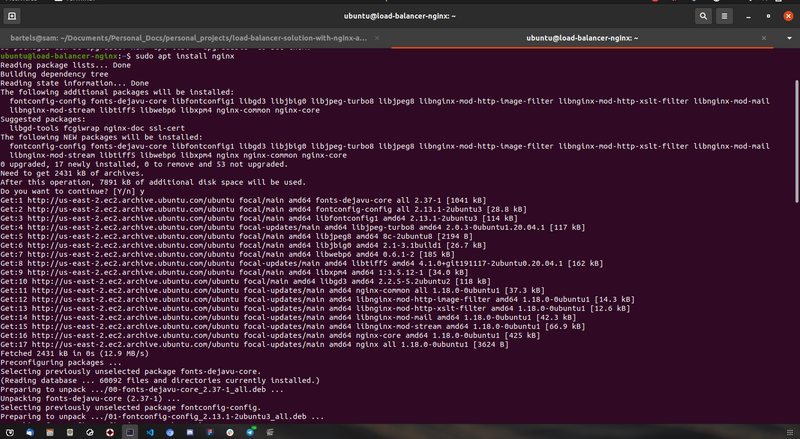 ubuntu@load-balancer-nginx: ~
bartels@sam: ~/Documents/Personal_Docs/personal_projects/load-balancer-solution-with-nginx-a...
ubuntu@load-balancer-nginx: ~
ubuntu@load-balancer-nginx:~$ sudo apt install nginx
Reading package lists... Done
Building dependency tree
Reading state information... Done
The following additional packages will be installed:
fontconfig-config fonts-dejavu-core libfontconfig1 libgd3 libjbig0 libjpeg-turbo8 libjpeg8 libnginx-mod-http-image-filter libnginx-mod-http-xslt-filter libnginx-mod-mail
libnginx-mod-stream libtiff5 libwebp6 libxpm4 nginx-common nginx-core
Suggested packages:
libgd-tools fcgiwrap nginx-doc ssl-cert
The following NEW packages will be installed:
fontconfig-config fonts-dejavu-core libfontconfig1 libgd3 libjbig0 libjpeg-turbo8 libjpeg8 libnginx-mod-http-image-filter libnginx-mod-http-xslt-filter libnginx-mod-mail
libnginx-mod-stream libtiff5 libwebp6 libxpm4 nginx nginx-common nginx-core
0 upgraded, 17 newly installed, 0 to remove and 53 not upgraded.
Need to get 2431 kB of archives.
After this operation, 7891 kB of additional disk space will be used.
Do you want to continue? [Y/n] y
Get:1 http://us-east-2.ec2.archive.ubuntu.com/ubuntu focal/main amd64 fonts-dejavu-core all 2.37-1 [1041 kB]
Get:2 http://us-east-2.ec2.archive.ubuntu.com/ubuntu focal/main amd64 fontconfig-config all 2.13.1-2ubuntu3 [28.8 kB]
Get:3 http://us-east-2.ec2.archive.ubuntu.com/ubuntu focal/main amd64 libfontconfig1 amd64 2.13.1-2ubuntu3 [114 kB]
Get:4 http://us-east-2.ec2.archive.ubuntu.com/ubuntu focal-updates/main amd64 libjpeg-turbo8 amd64 2.0.3-0ubuntu1.20.04.1 [117 kB]
Get:5 http://us-east-2.ec2.archive.ubuntu.com/ubuntu focal/main amd64 libjpeg8 amd64 8c-2ubuntu8 [2194 B]
Get:6 http://us-east-2.ec2.archive.ubuntu.com/ubuntu focal/main amd64 libjbig0 amd64 2.1-3.1build1 [26.7 kB]
Get:7 http://us-east-2.ec2.archive.ubuntu.com/ubuntu focal/main amd64 libwebp6 amd64 0.6.1-2 [185 kB]
Get:8 http://us-east-2.ec2.archive.ubuntu.com/ubuntu focal-updates/main amd64 libtiff5 amd64 4.1.0+git191117-2ubuntu0.20.04.1 [162 kB]
Get:9 http://us-east-2.ec2.archive.ubuntu.com/ubuntu focal/main amd64 libxpm4 amd64 1:3.5.12-1 [34.0 kB]
Get:10 http://us-east-2.ec2.archive.ubuntu.com/ubuntu focal/main amd64 libgd3 amd64 2.2.5-5.2ubuntu2 [118 kB]
Get:11 http://us-east-2.ec2.archive.ubuntu.com/ubuntu focal-updates/main amd64 nginx-common all 1.18.0-0ubuntu1 [37.3 kB]
Get:12 http://us-east-2.ec2.archive.ubuntu.com/ubuntu focal-updates/main amd64 libnginx-mod-http-image-filter amd64 1.18.0-0ubuntu1 [14.3 kB]
Get:13 http://us-east-2.ec2.archive.ubuntu.com/ubuntu focal-updates/main amd64 libnginx-mod-http-xslt-filter amd64 1.18.0-0ubuntu1 [12.6 kB]
Get:14 http://us-east-2.ec2.archive.ubuntu.com/ubuntu focal-updates/main amd64 libnginx-mod-mail amd64 1.18.0-0ubuntu1 [42.3 kB]
Get:15 http://us-east-2.ec2.archive.ubuntu.com/ubuntu focal-updates/main amd64 libnginx-mod-stream amd64 1.18.0-0ubuntu1 [66.9 kB]
Get:16 http://us-east-2.ec2.archive.ubuntu.com/ubuntu focal-updates/main amd64 nginx-core amd64 1.18.0-0ubuntu1 [425 kB]
Get:17 http://us-east-2.ec2.archive.ubuntu.com/ubuntu focal-updates/main amd64 nginx all 1.18.0-0ubuntu1 [3624 B]
Fetched 2431 kB in 0s (12.9 MB/s)
Preconfiguring packages ...
Selecting previously unselected package fonts-dejavu-core.
(Reading database ... 60092 files and directories currently installed.)
Preparing to unpack .../00-fonts-dejavu-core_2.37-1_all.deb ...
Unpacking fonts-dejavu-core (2.37-1) ...
Selecting previously unselected package fontconfig-config.
Preparing to unpack .../01-fontconfig-config_2.13.1-2ubuntu3_all.deb ...